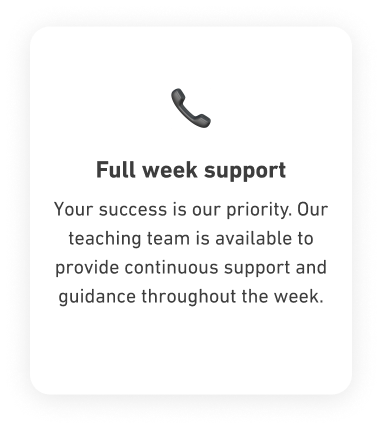 Full week support
Your success is our priority. Our
teaching team is available to
provide continuous support and
guidance throughout the week.